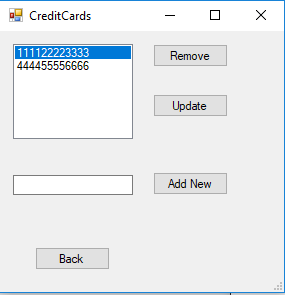 CreditCards
111122223333
444455556666
Remove
Update
Add New
Back